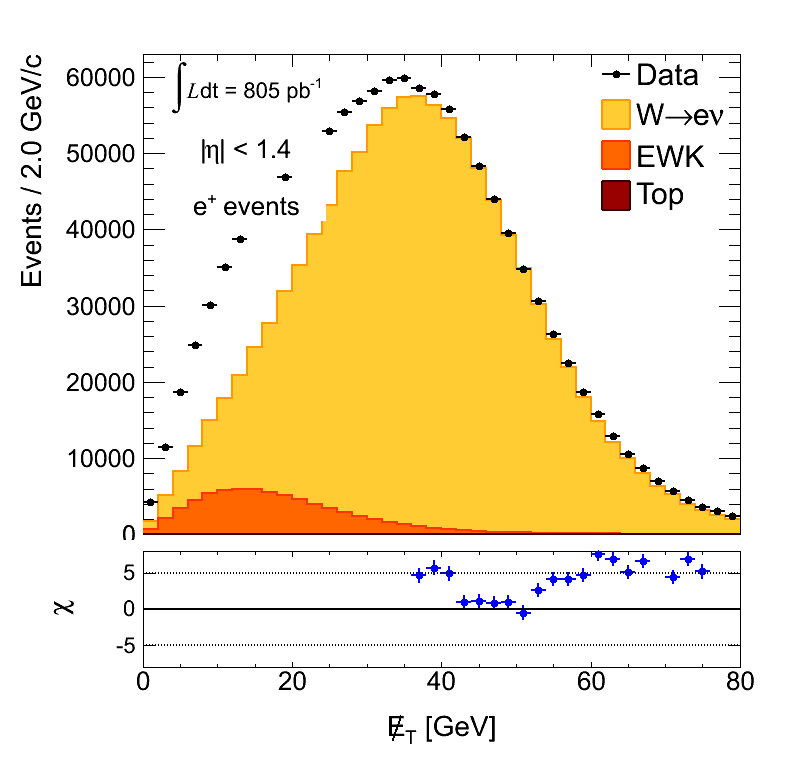 Events / 2.0 GeV/c
60000
50000
40000
30000
20000
10000
0
∫ Ldt = 805 pb⁻¹
|η| < 1.4
e⁺ events
Data
W→eν
EWK
Top
χ
5
0
-5
0 20 40 60 80
E̸_T [GeV]